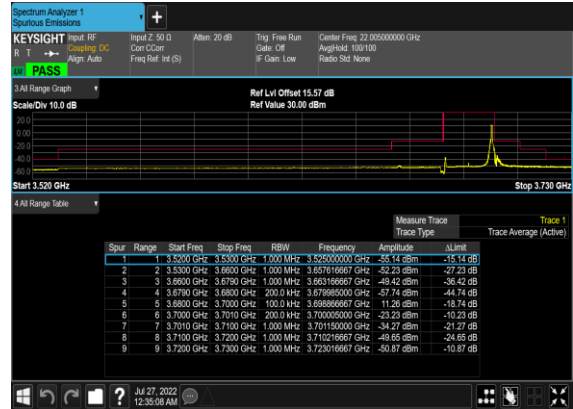 Spectrum Analyzer 1
Spurious Emissions
KEYSIGHT Input: RF Input Z: 50 Ω Atten: 20 dB Trig: Free Run Center Freq: 22.005000000 GHz
R T Coupling: DC Corr CCorr Gate: Off Avg|Hold: 100/100
Align: Auto Freq Ref: Int (S) IF Gain: Low Radio Std: None
PASS
3 All Range Graph
Ref Lvl Offset 15.57 dB
Scale/Div 10.0 dB Ref Value 30.00 dBm
20.0
0.00
-20.0
-40.0
-60.0
Start 3.520 GHz Stop 3.730 GHz
4 All Range Table
Measure Trace Trace 1
Trace Type Trace Average (Active)
Spur Range Start Freq Stop Freq RBW Frequency Amplitude ΔLimit
1 1 3.5200 GHz 3.5300 GHz 1.000 MHz 3.525000000 GHz -55.14 dBm -15.14 dB
2 2 3.5300 GHz 3.6600 GHz 1.000 MHz 3.657616667 GHz -52.23 dBm -27.23 dB
3 3 3.6600 GHz 3.6790 GHz 1.000 MHz 3.663166667 GHz -49.42 dBm -36.42 dB
4 4 3.6790 GHz 3.6800 GHz 200.0 kHz 3.679985000 GHz -57.74 dBm -44.74 dB
5 5 3.6800 GHz 3.7000 GHz 100.0 kHz 3.698866667 GHz 11.26 dBm -18.74 dB
6 6 3.7000 GHz 3.7010 GHz 200.0 kHz 3.700005000 GHz -23.23 dBm -10.23 dB
7 7 3.7010 GHz 3.7100 GHz 1.000 MHz 3.701150000 GHz -34.27 dBm -21.27 dB
8 8 3.7100 GHz 3.7200 GHz 1.000 MHz 3.710216667 GHz -49.65 dBm -24.65 dB
9 9 3.7200 GHz 3.7300 GHz 1.000 MHz 3.723016667 GHz -50.87 dBm -10.87 dB
Jul 27, 2022
12:35:08 AM